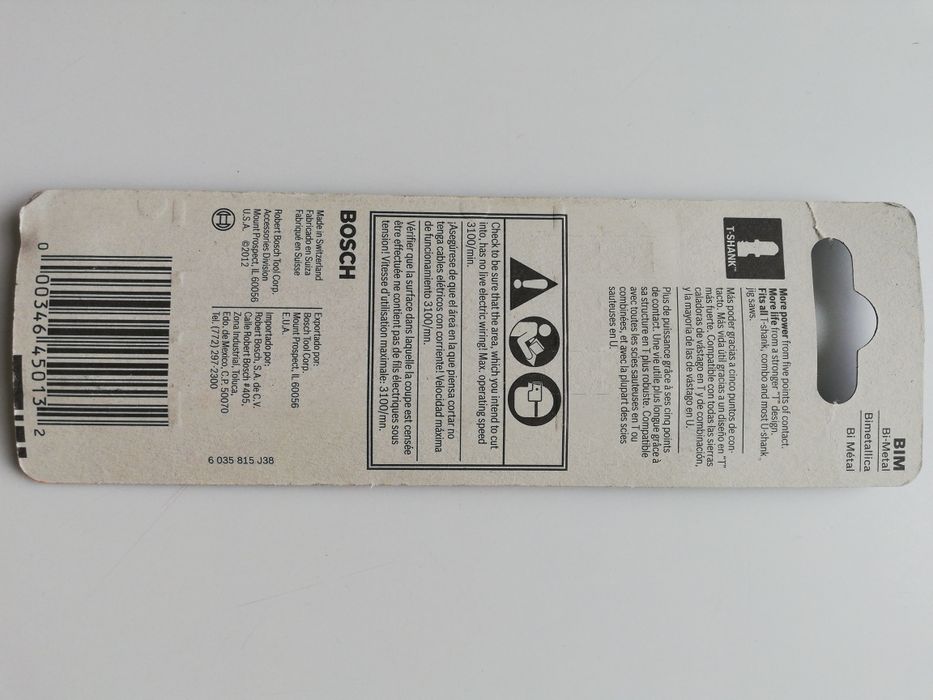 BIM
Bi-Metal
Bimetallica
Bi Métal
T-SHANK™
More power from five points of contact.
More life from a stronger "T" design.
Fits all T-shank, combo and most U-shank
jig saws.
Más poder gracias a cinco puntos de con-
tacto. Más vida útil gracias a un diseño en "T"
más fuerte. Compatible con todas las sierras
caladoras de vástago en T y de combinación,
y la mayoría de las de vástago en U.
Plus de puissance grâce à ses cinq points
de contact. Une vie utile plus longue grâce à
sa structure en T plus robuste. Compatible
avec toutes les scies sauteuses en T ou
combinées, et avec la plupart des scies
sauteuses en U.
Check to be sure that the area, which you intend to cut
into, has no live electric wiring! Max. operating speed
3100/min.
¡Asegúrese de que el área en la que piensa cortar no
tenga cables elétricos con corriente! Velocidad máxima
de funcionamiento 3100/mn.
Vérifier que la surface dans laquelle la coupe est censée
être effectuée ne contient pas de fils électriques sous
tension! Vitesse d'utilisation maximale: 3100/mn.
BOSCH
Made in Switzerland
Fabricado en Suiza
Fabriqué en Suisse
Robert Bosch Tool Corp.
Accessories Division
Mount Prospect, IL 60056
U.S.A. ©2012
Exportado por:
Bosch Tool Corp.
Mount Prospect, IL 60056
E.U.A.
Importado por:
Robert Bosch, S.A. de C.V.
Calle Robert Bosch #405,
Zona Industrial, Toluca,
Edo. de México, C.P. 50070
Tel. (772) 297-2300
6 035 815 J38
0 00346 45013 2